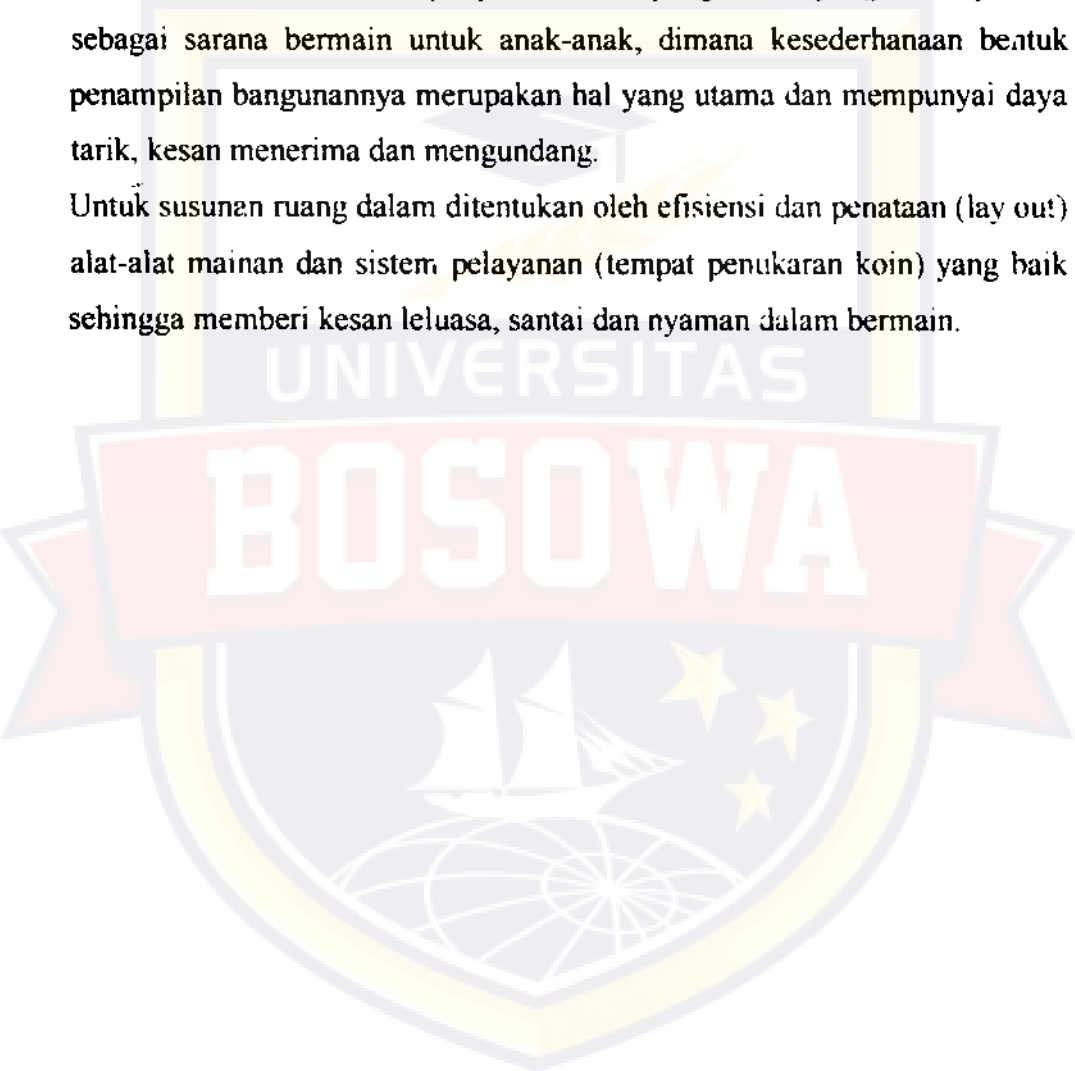 sebagai sarana bermain untuk anak-anak, dimana kesederhanaan bentuk
penampilan bangunannya merupakan hal yang utama dan mempunyai daya
tarik, kesan menerima dan mengundang.
Untuk susunan ruang dalam ditentukan oleh efisiensi dan penataan (lay out)
alat-alat mainan dan sistem pelayanan (tempat penukaran koin) yang baik
sehingga memberi kesan leluasa, santai dan nyaman dalam bermain.
UNIVERSITAS
BOSOWA